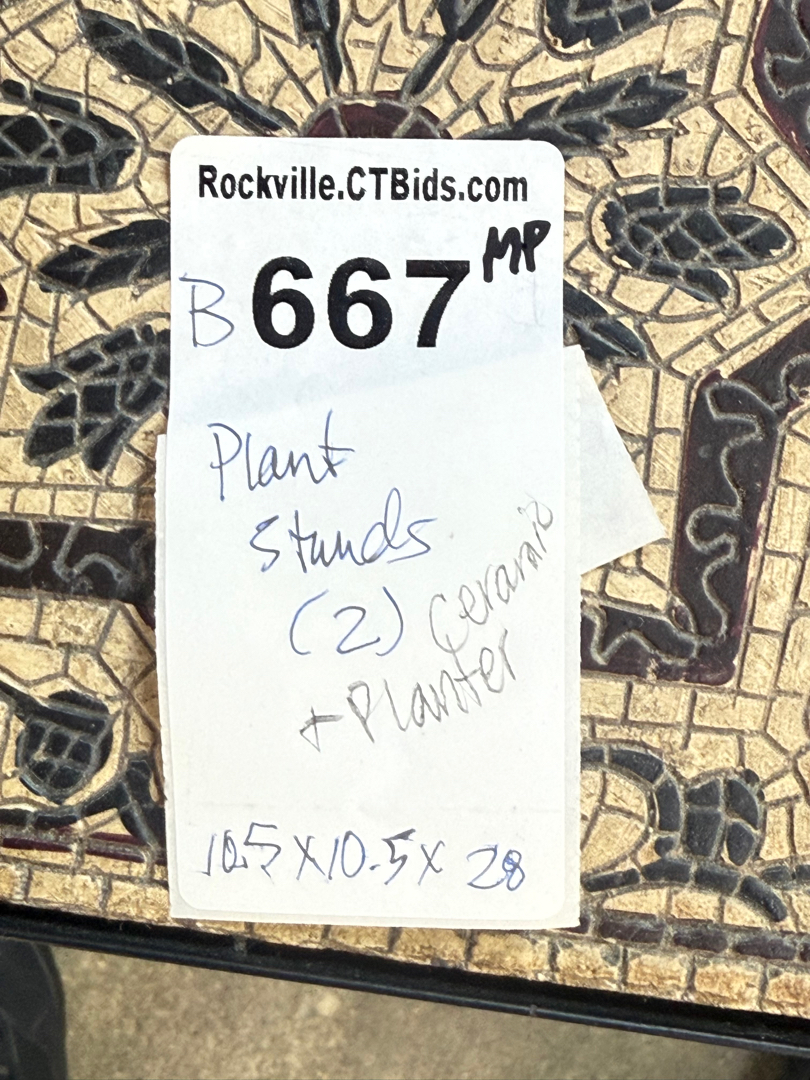 Rockville.CTBids.com
B 667 MP
Plant
Stands
(2) Ceramic
+ Planter
10.5 X 10.5 X 28